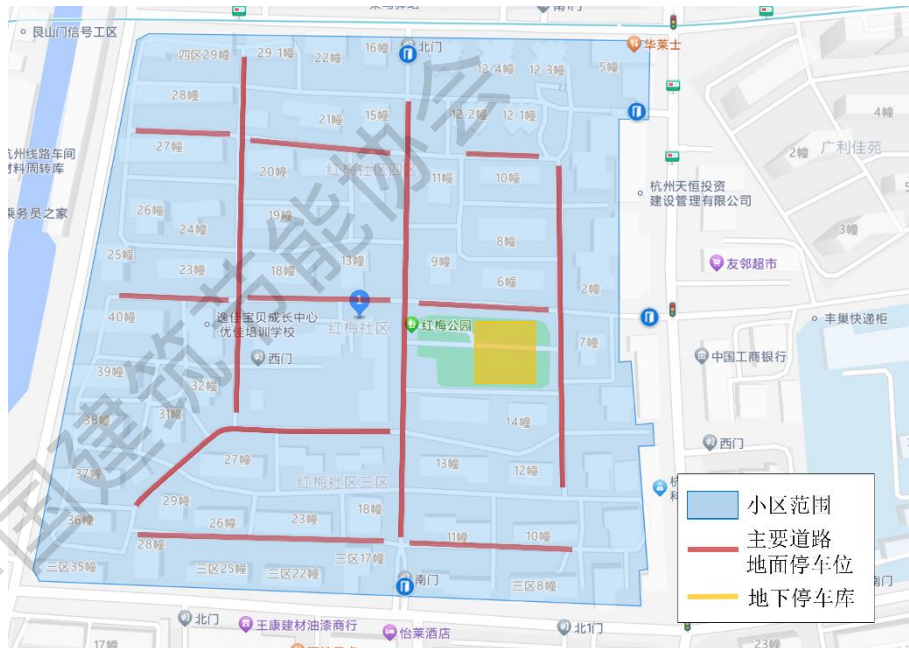 南1门
艮山门信号工区
四区29幢
29-1幢
22幢
16幢
北门
华莱士
12-4幢
12-3幢
5幢
28幢
21幢
15幢
12-2幢
12-1幢
4幢
杭州线路车间
材料周转库
27幢
20幢
红梅社区四区
11幢
10幢
2幢
广利佳苑
杭州天恒投资
建设管理有限公司
乘务员之家
26幢
24幢
19幢
8幢
3幢
25幢
23幢
18幢
13幢
9幢
6幢
2幢
友邻超市
40幢
逸佳宝贝成长中心
优佳培训学校
1
红梅社区
红梅公园
丰巢快递柜
西门
7幢
中国工商银行
39幢
32幢
38幢
31幢
14幢
西门
27幢
13幢
12幢
37幢
红梅社区三区
29幢
18幢
36幢
26幢
23幢
28幢
11幢
10幢
三区17幢
三区35幢
三区25幢
三区22幢
南门
三区8幢
小区范围
主要道路
地面停车位
地下停车库
南门
北门
王康建材油漆商行
怡莱酒店
北1门
17幢
23幢
国建筑节能协会